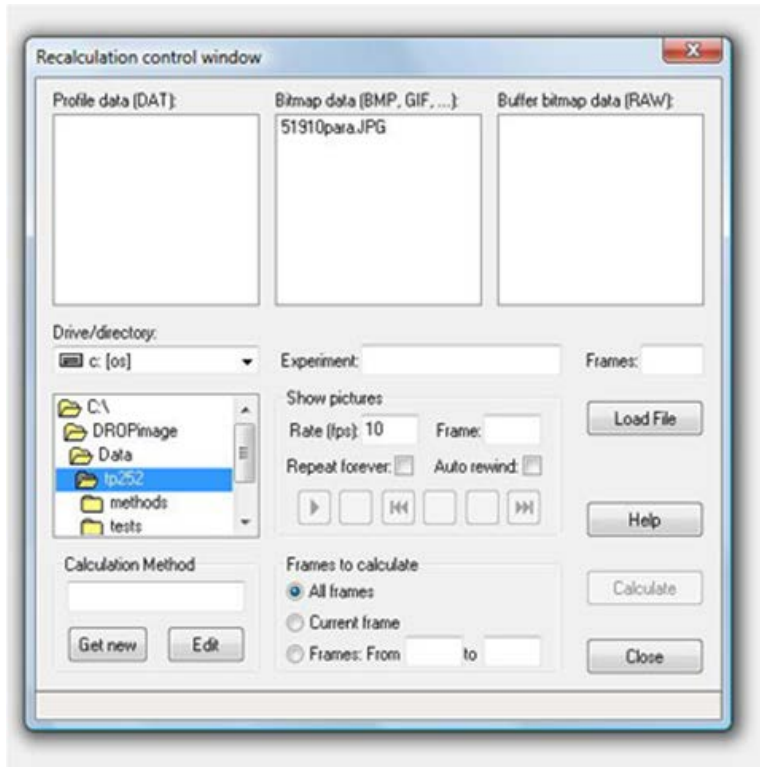 Recalculation control window
Profile data (DAT):
Bitmap data (BMP, GIF, ...):
Buffer bitmap data (RAW):
51910para.JPG
Drive/directory:
c: [os]
Experiment:
Frames:
C:\
DROPimage
Data
tp252
methods
tests
Show pictures
Rate (fps): 10
Frame:
Repeat forever:
Auto rewind:
Load File
Help
Calculation Method
Get new
Edit
Frames to calculate
All frames
Current frame
Frames: From to
Calculate
Close